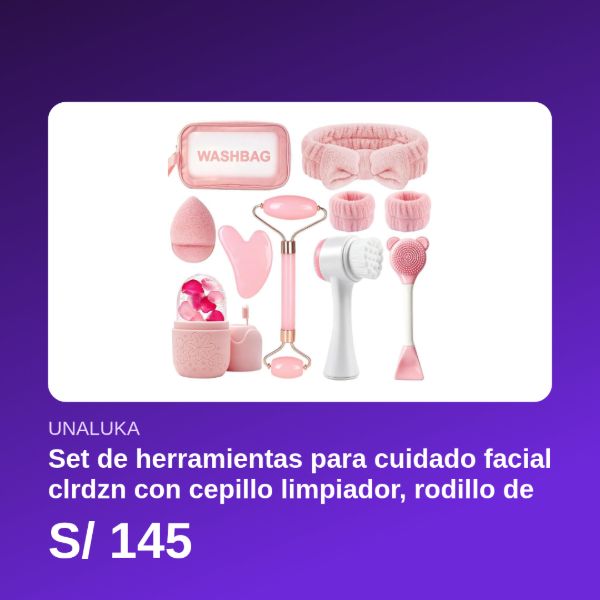 WASHBAG
UNALUKA
Set de herramientas para cuidado facial
clrdzn con cepillo limpiador, rodillo de
S/ 145